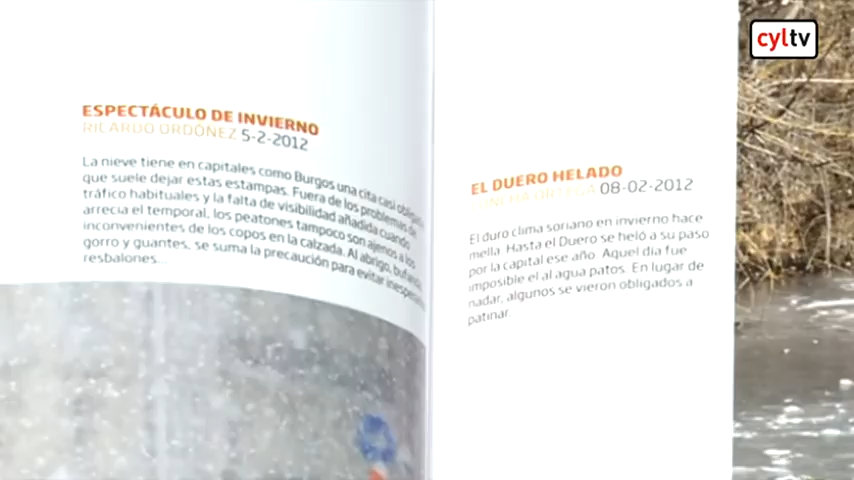 cyltv
ESPECTÁCULO DE INVIERNO
RICARDO ORDÓÑEZ 5-2-2012
La nieve tiene en capitales como Burgos una cita casi
que suele dejar estas estampas. Fuera de los problemas de
tráfico habituales y la falta de visibilidad añadida cuando
arrecia el temporal, los peatones tampoco son ajenos a los
inconvenientes de los copos en la calzada. Al abrigo,
gorro y guantes, se suma la precaución para evitar
resbalones...
EL DUERO HELADO
ORTEGA 08-02-2012
El duro clima soriano en invierno hace
mella. Hasta el Duero se heló a su paso
por la capital ese año. Aquel día fue
imposible el al agua patos. En lugar de
nadar, algunos se vieron obligados a
patinar.